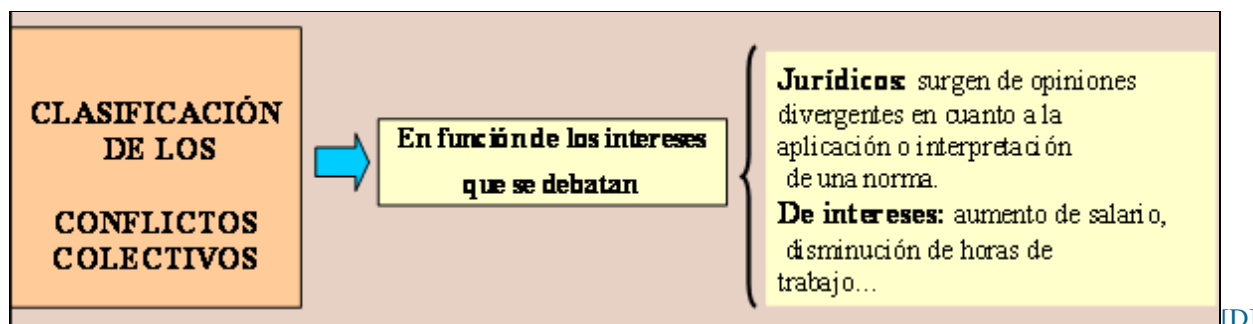 CLASIFICACIÓN
DE LOS
CONFLICTOS
COLECTIVOS
En función de los intereses
que se debatan
Jurídicos: surgen de opiniones
divergentes en cuanto a la
aplicación o interpretación
de una norma.
De intereses: aumento de salario,
disminución de horas de
trabajo...
[D]